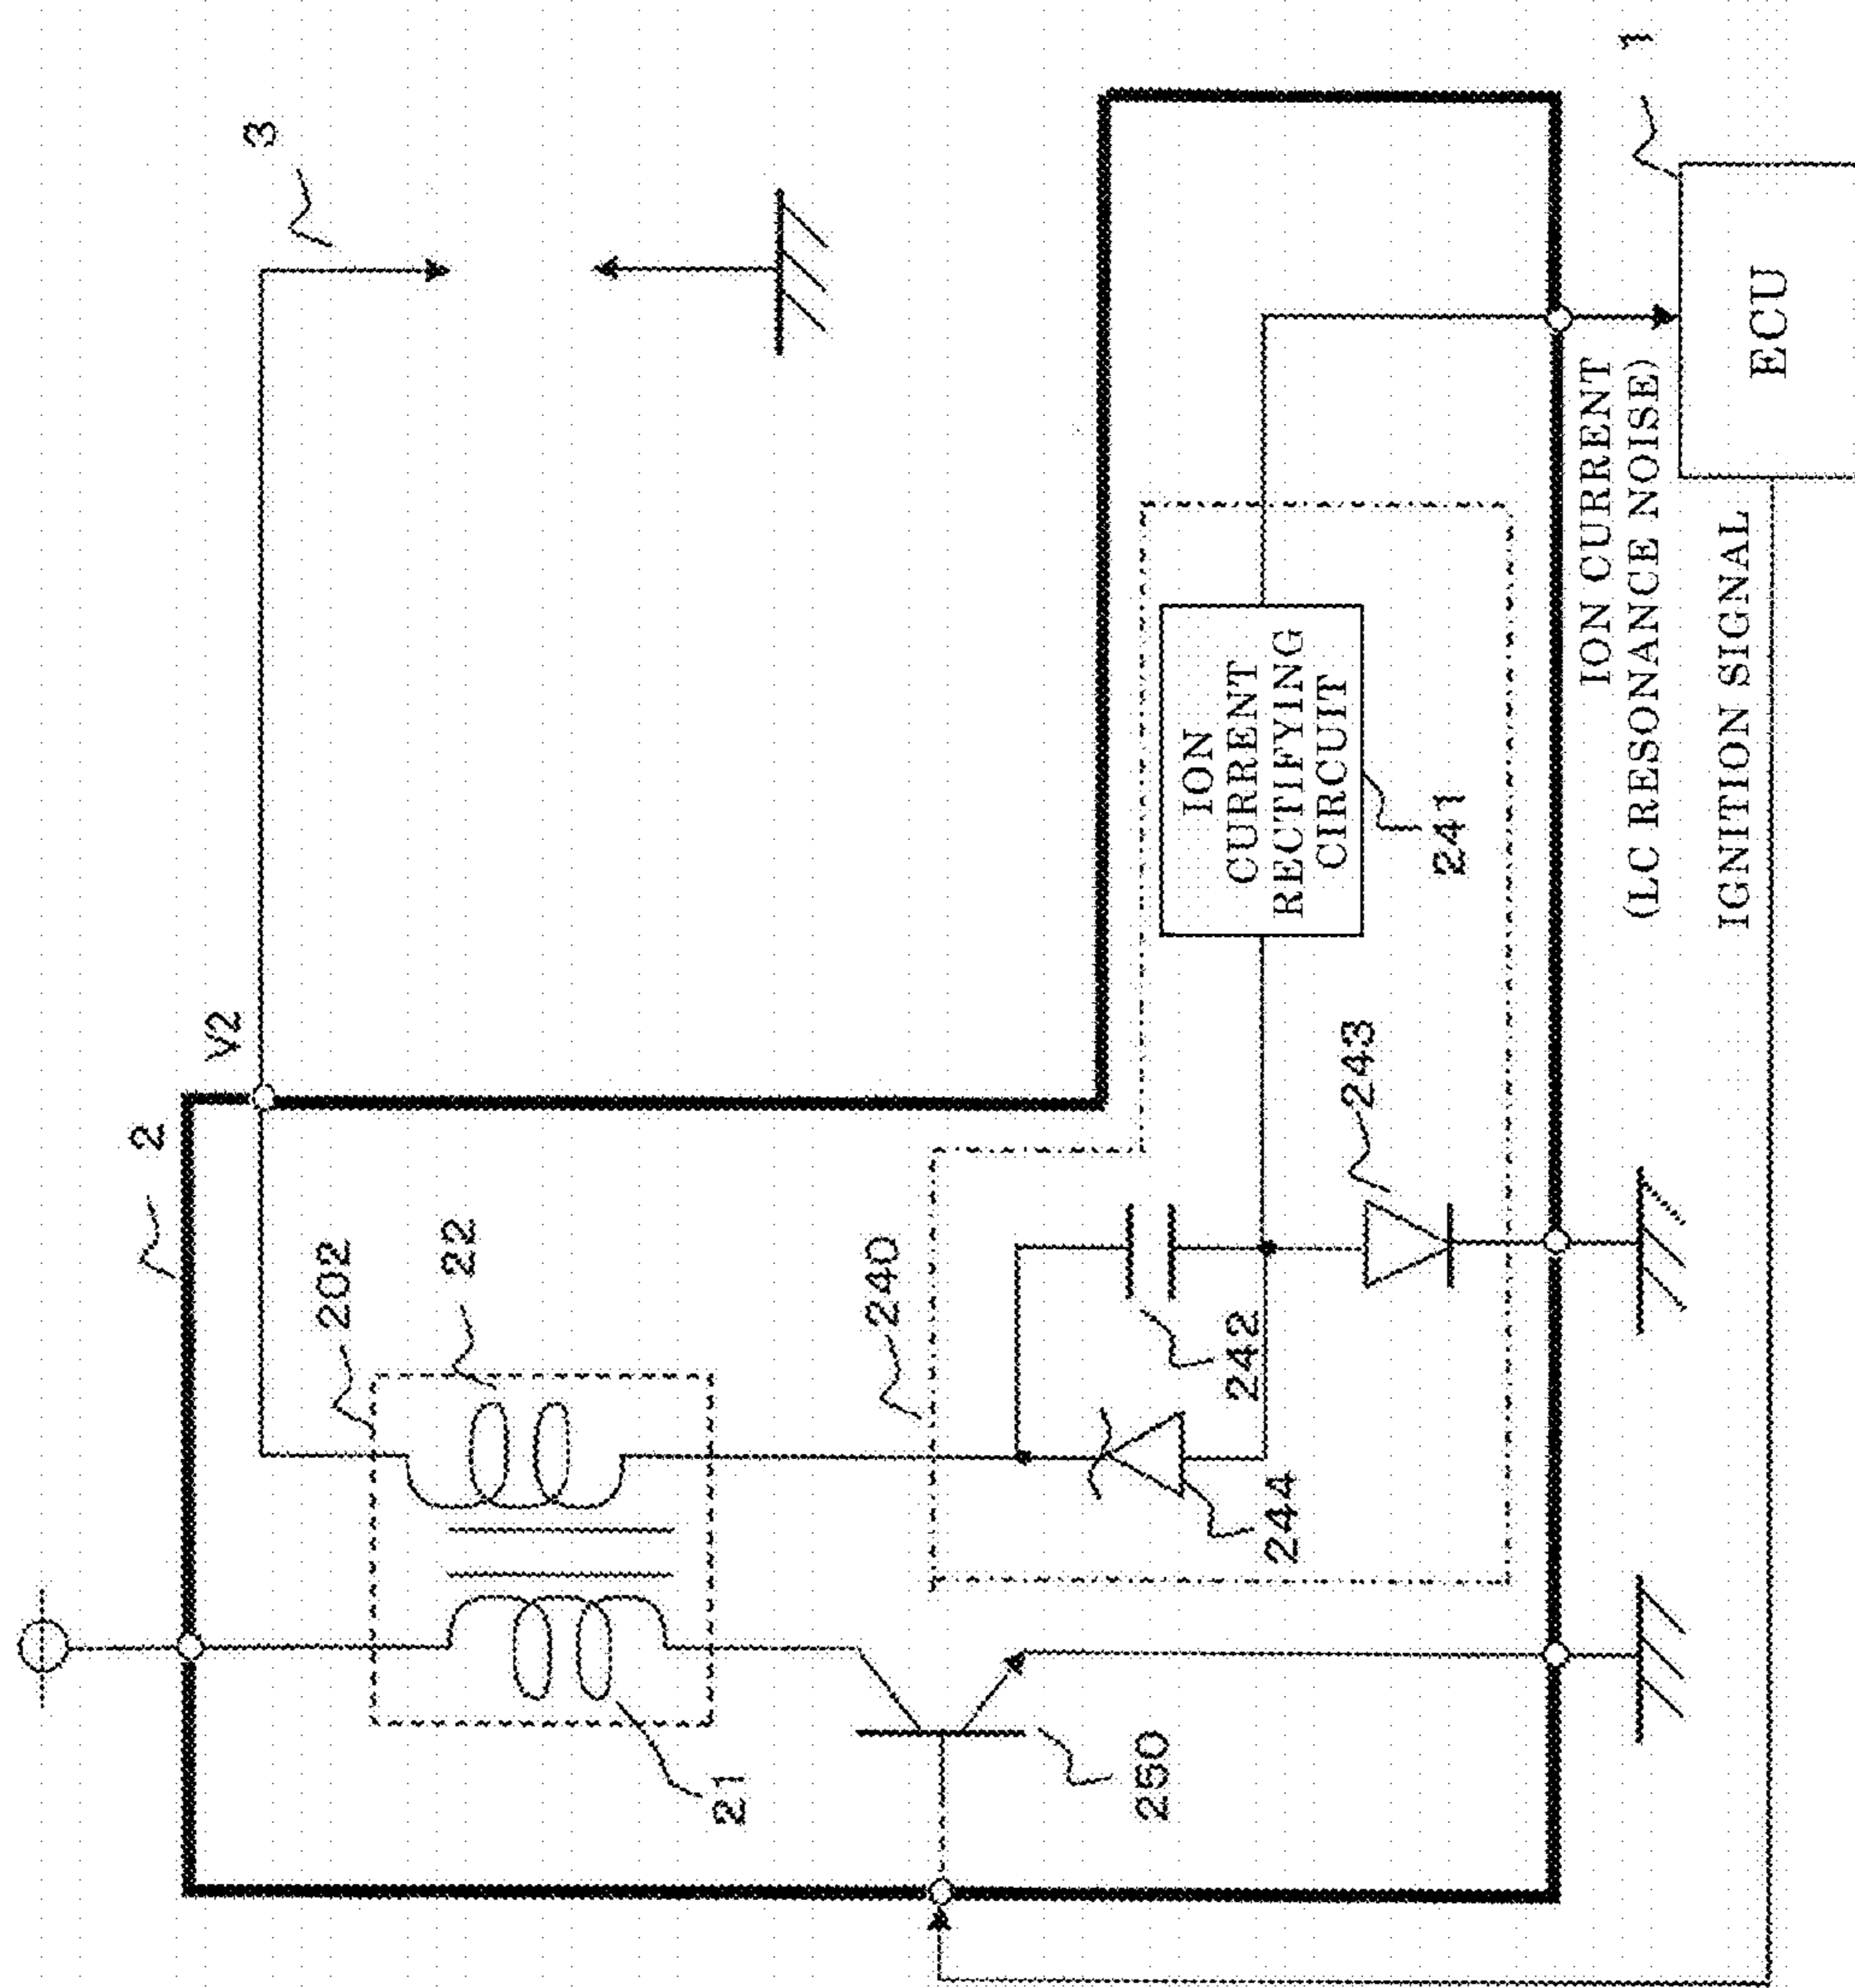 3
1
2
V2
202
22
240
21
250
244
242
243
ION
CURRENT
RECTIFYING
CIRCUIT
241
ION CURRENT
(LC RESONANCE NOISE)
IGNITION SIGNAL
ECU